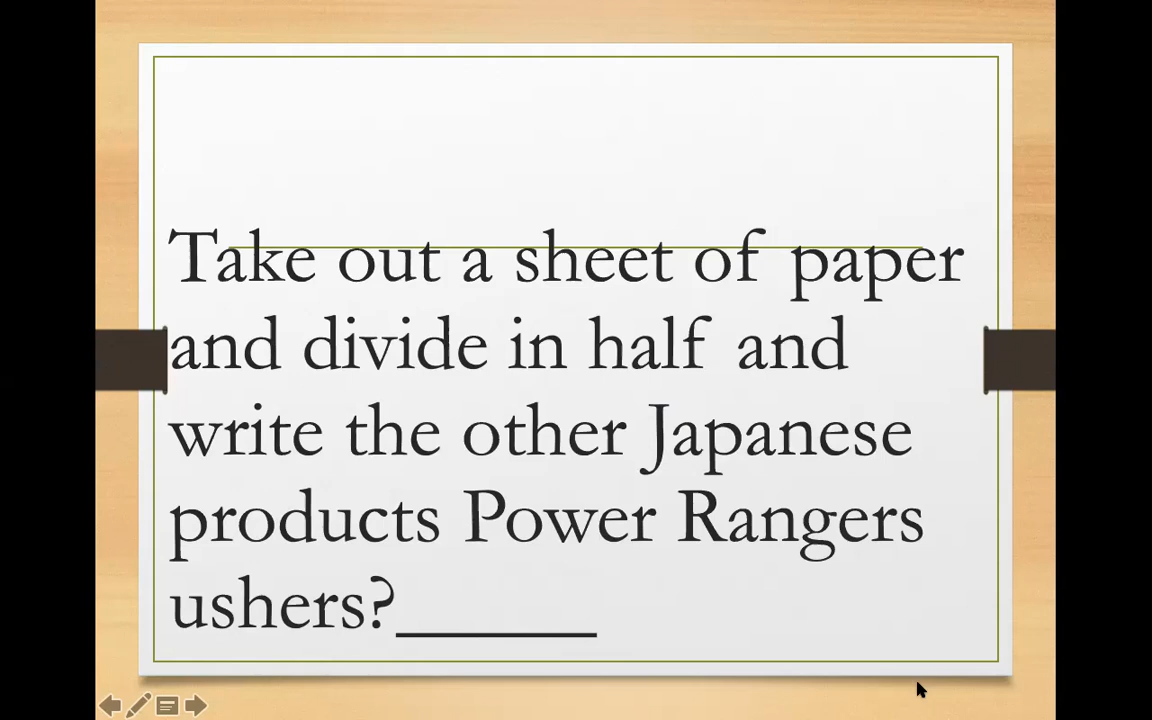 Take out a sheet of paper
and divide in half and
write the other Japanese
products Power Rangers
ushers?______